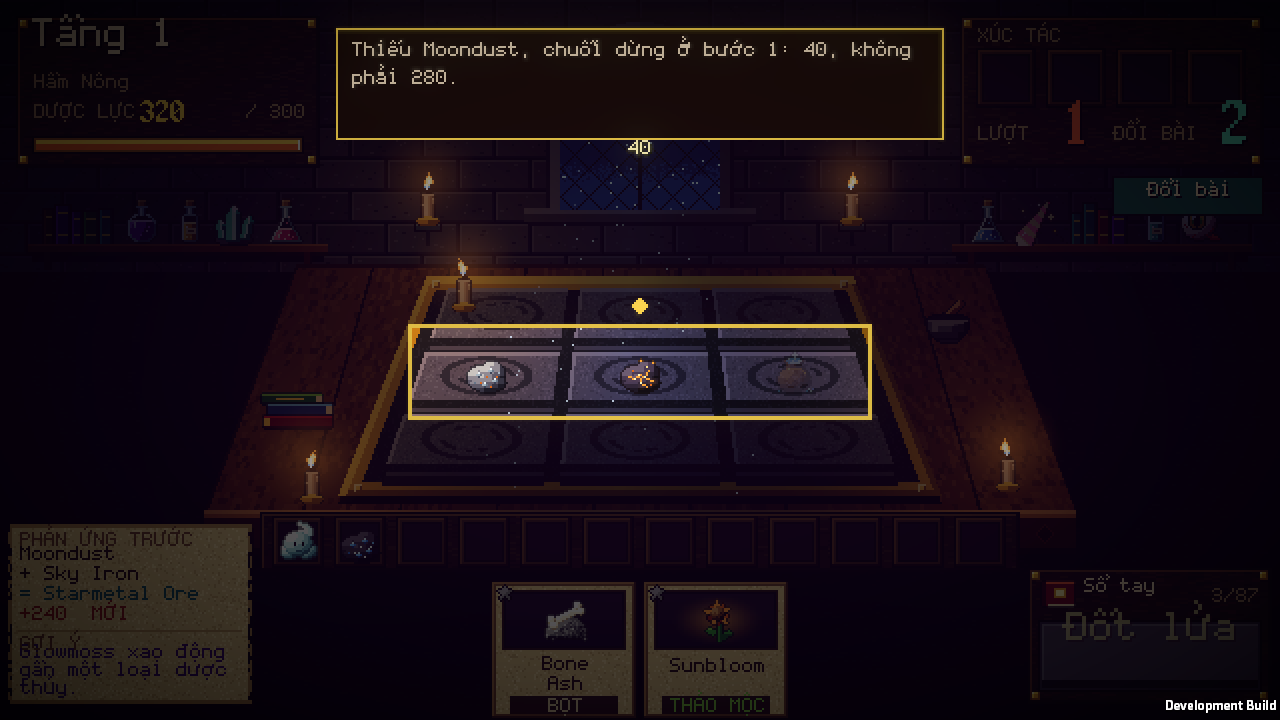 Tầng 1
Hầm Nông
DƯỢC LỰC 320 / 300
Thiếu Moondust, chuỗi dừng ở bước 1: 40, không
phải 280.
40
XÚC TÁC
LƯỢT 1 ĐỔI BÀI 2
Đổi bài
PHẢN ỨNG TRƯỚC
Moondust
+ Sky Iron
= Starmetal Ore
+240 MỚI
GỢI Ý
Glowmoss xao động
gần một loại dược
thủy.
Bone
Ash
BỘT
Sunbloom
THẢO MỘC
Sổ tay
3/87
Đốt lửa
Development Build